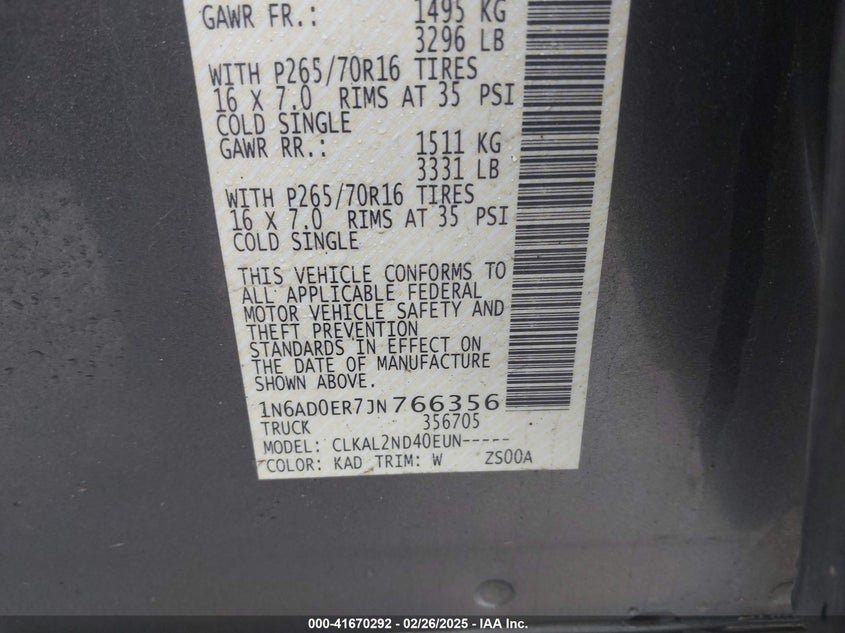 GAWR FR.: 1495 KG
3296 LB
WITH P265/70R16 TIRES
16 X 7.0 RIMS AT 35 PSI
COLD SINGLE
GAWR RR.: 1511 KG
3331 LB
WITH P265/70R16 TIRES
16 X 7.0 RIMS AT 35 PSI
COLD SINGLE
THIS VEHICLE CONFORMS TO
ALL APPLICABLE FEDERAL
MOTOR VEHICLE SAFETY AND
THEFT PREVENTION
STANDARDS IN EFFECT ON
THE DATE OF MANUFACTURE
SHOWN ABOVE.
1N6AD0ER7JN766356
TRUCK 356705
MODEL: CLKAL2ND40EUN-----
COLOR: KAD TRIM: W ZS00A
000-41670292 - 02/26/2025 - IAA Inc.